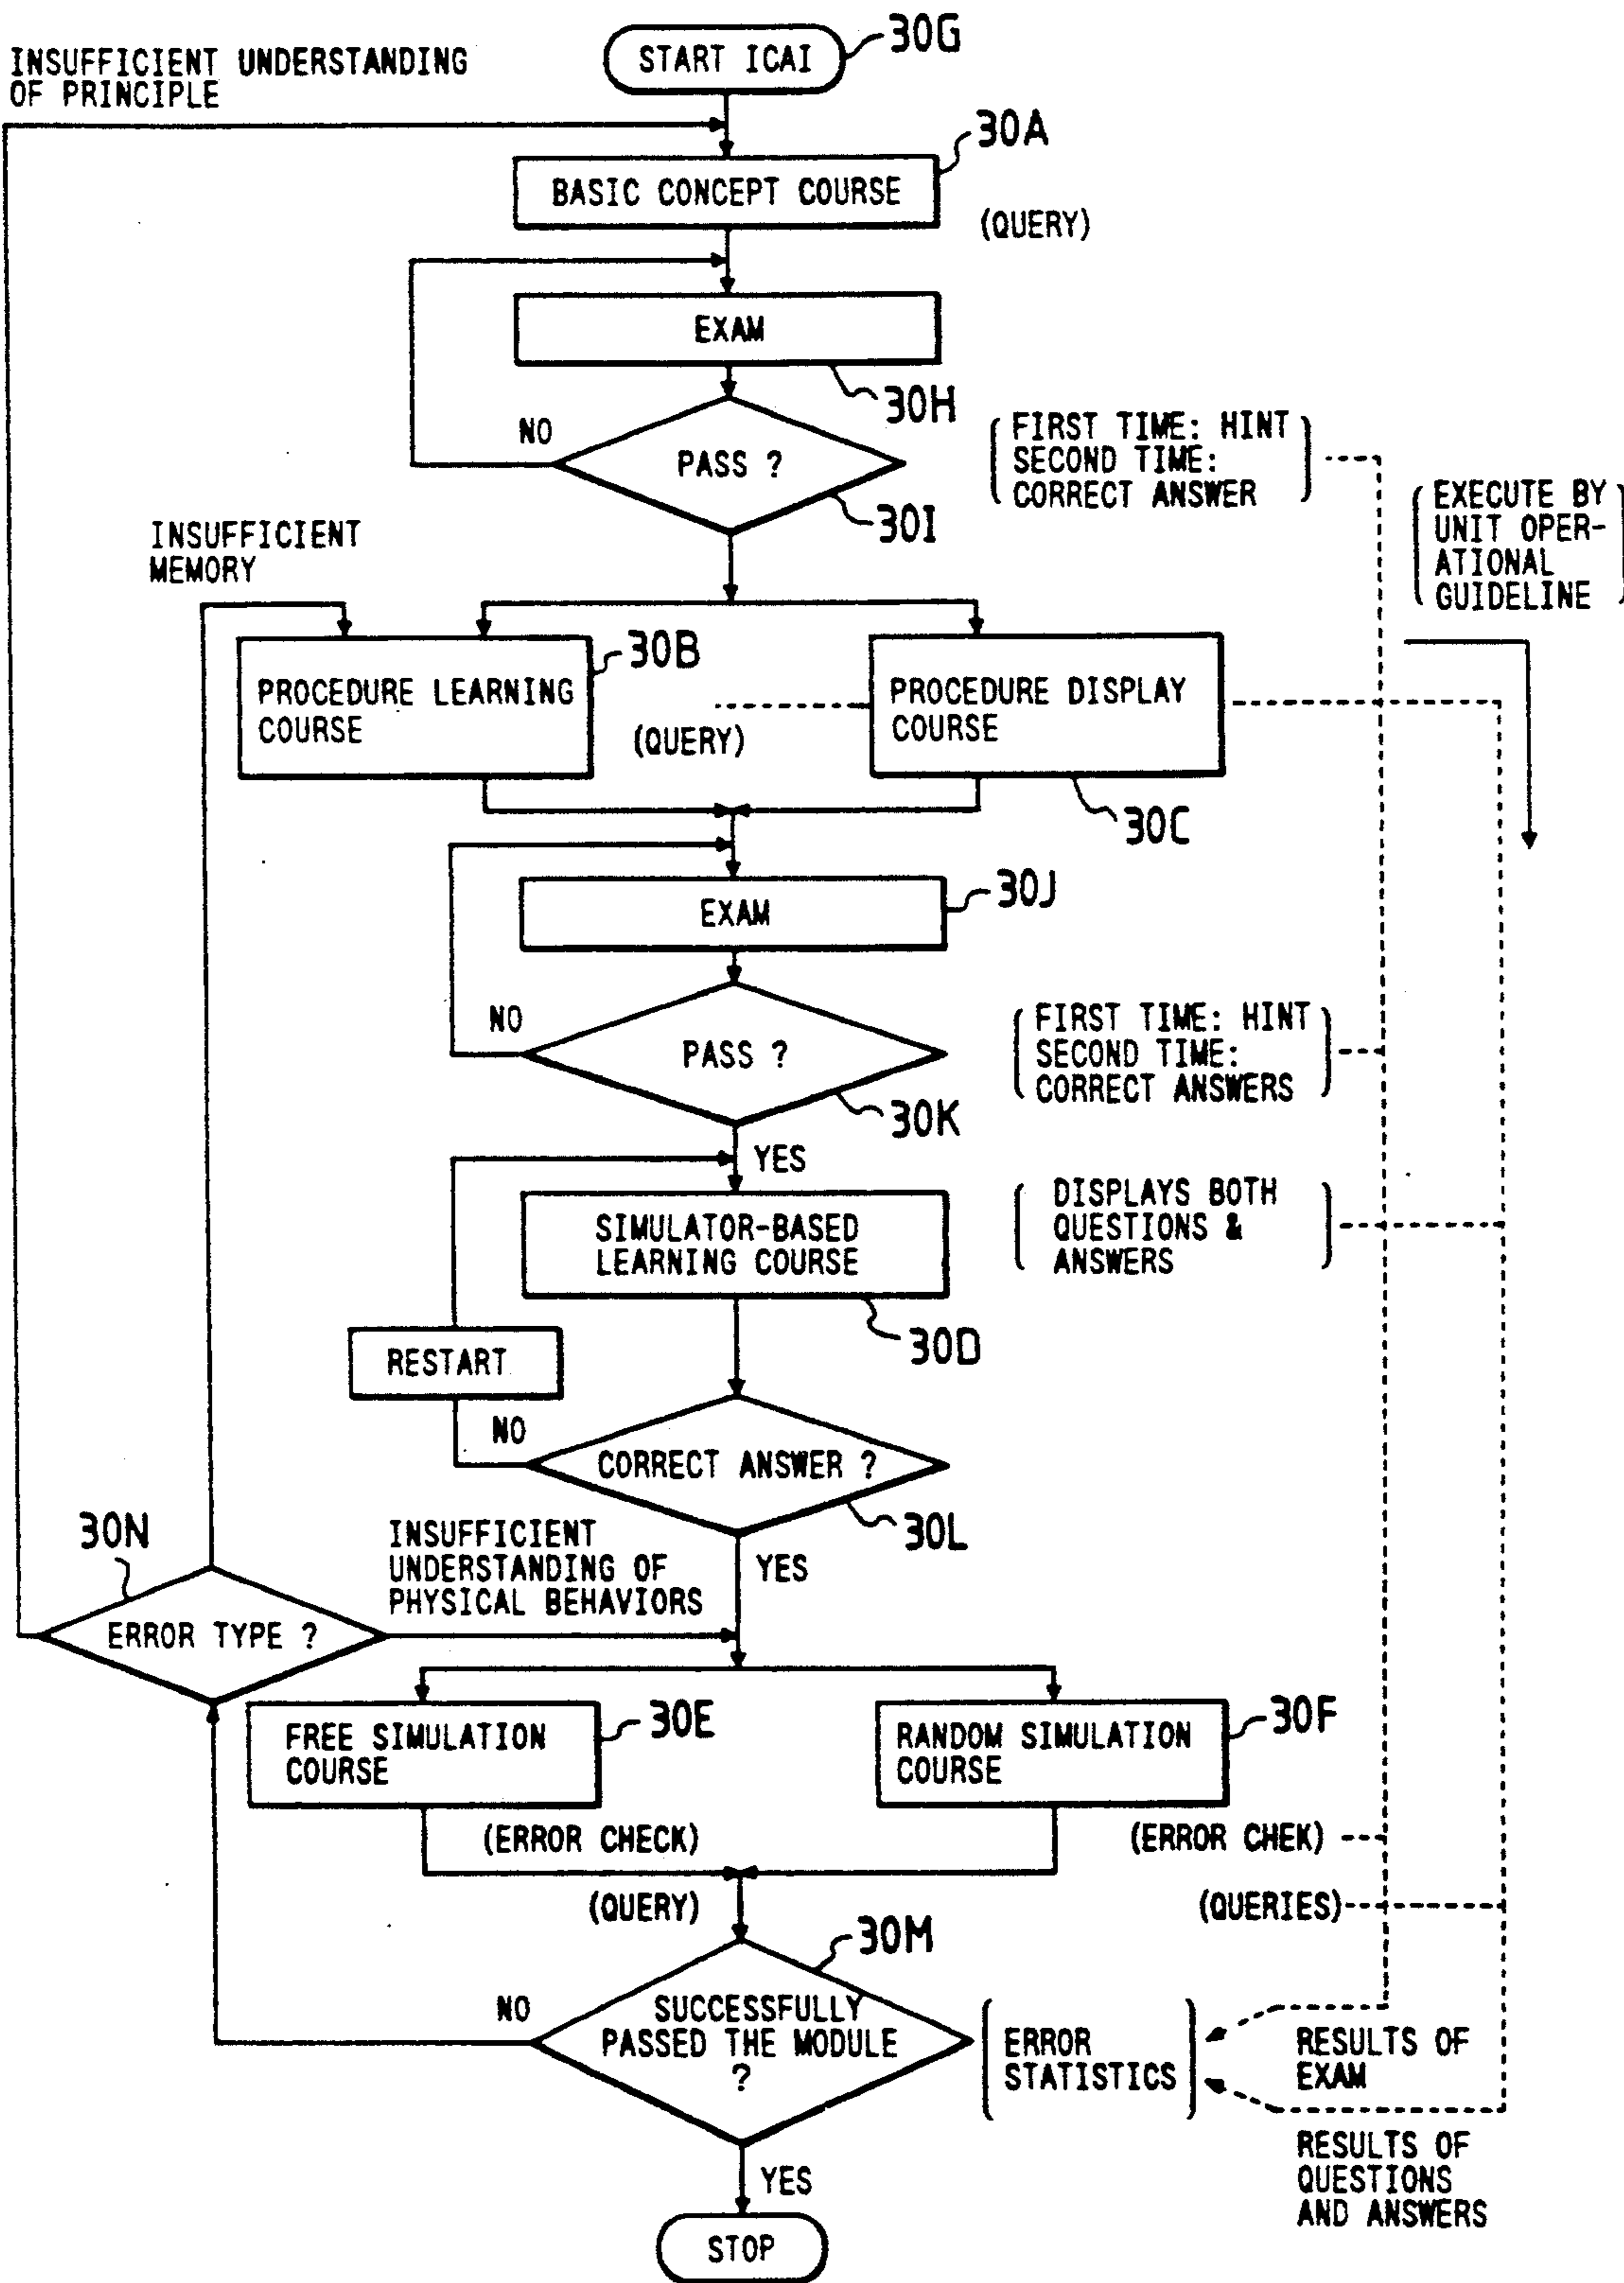 START ICAI
30G
INSUFFICIENT UNDERSTANDING
OF PRINCIPLE
30A
BASIC CONCEPT COURSE
(QUERY)
EXAM
30H
NO
PASS ?
30I
FIRST TIME: HINT
SECOND TIME:
CORRECT ANSWER
EXECUTE BY
UNIT OPER-
ATIONAL
GUIDELINE
INSUFFICIENT
MEMORY
30B
PROCEDURE LEARNING
COURSE
(QUERY)
PROCEDURE DISPLAY
COURSE
30C
EXAM
30J
NO
PASS ?
30K
FIRST TIME: HINT
SECOND TIME:
CORRECT ANSWERS
YES
SIMULATOR-BASED
LEARNING COURSE
30D
DISPLAYS BOTH
QUESTIONS &
ANSWERS
RESTART
NO
CORRECT ANSWER ?
30L
YES
30N
ERROR TYPE ?
INSUFFICIENT
UNDERSTANDING OF
PHYSICAL BEHAVIORS
FREE SIMULATION
COURSE
30E
RANDOM SIMULATION
COURSE
30F
(ERROR CHECK)
(ERROR CHEK)
(QUERY)
(QUERIES)
30M
NO
SUCCESSFULLY
PASSED THE MODULE
?
ERROR
STATISTICS
RESULTS OF
EXAM
RESULTS OF
QUESTIONS
AND ANSWERS
YES
STOP